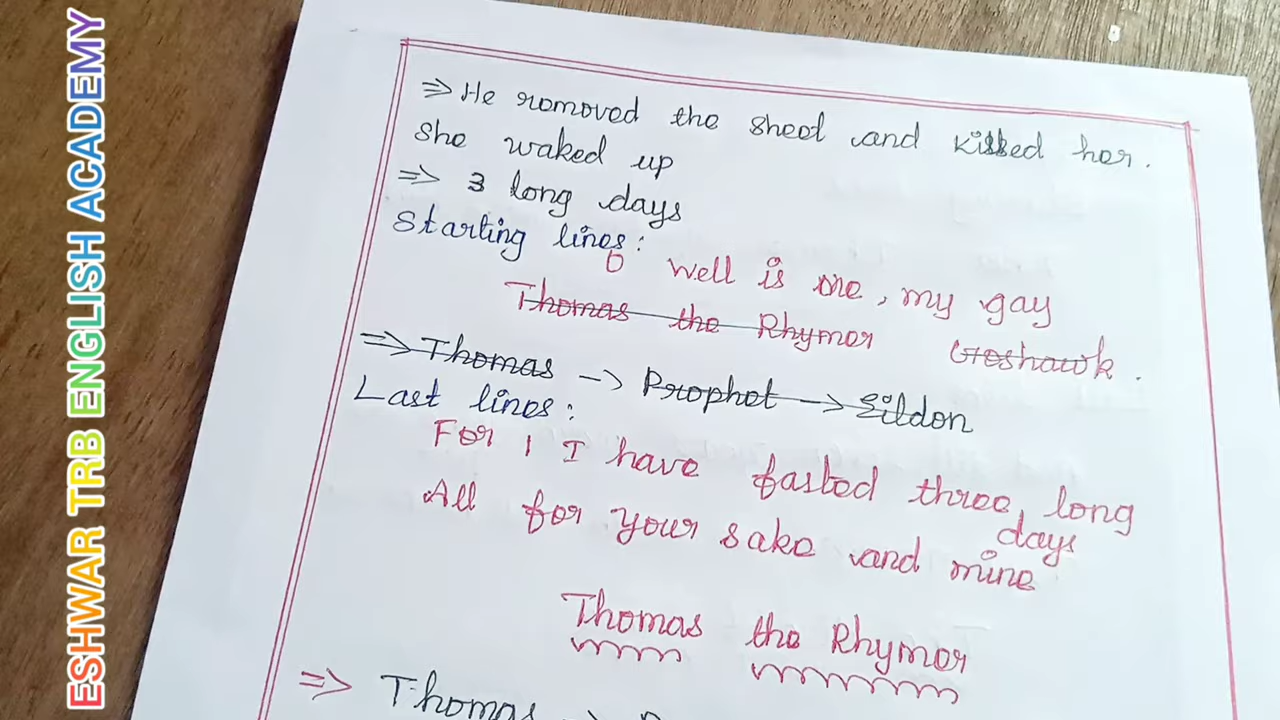 ESHWAR TRB ENGLISH ACADEMY
⇒ He removed the sheet and kissed her.
She waked up
⇒ 3 long days
Starting lines:
O well is me, my gay
Thomas the Rhymer Goshawk.
⇒ Thomas -> Prophet -> Eildon
Last lines:
For I have fasted three long
days
All for your sake and mine
Thomas the Rhymer
⇒ Thomas